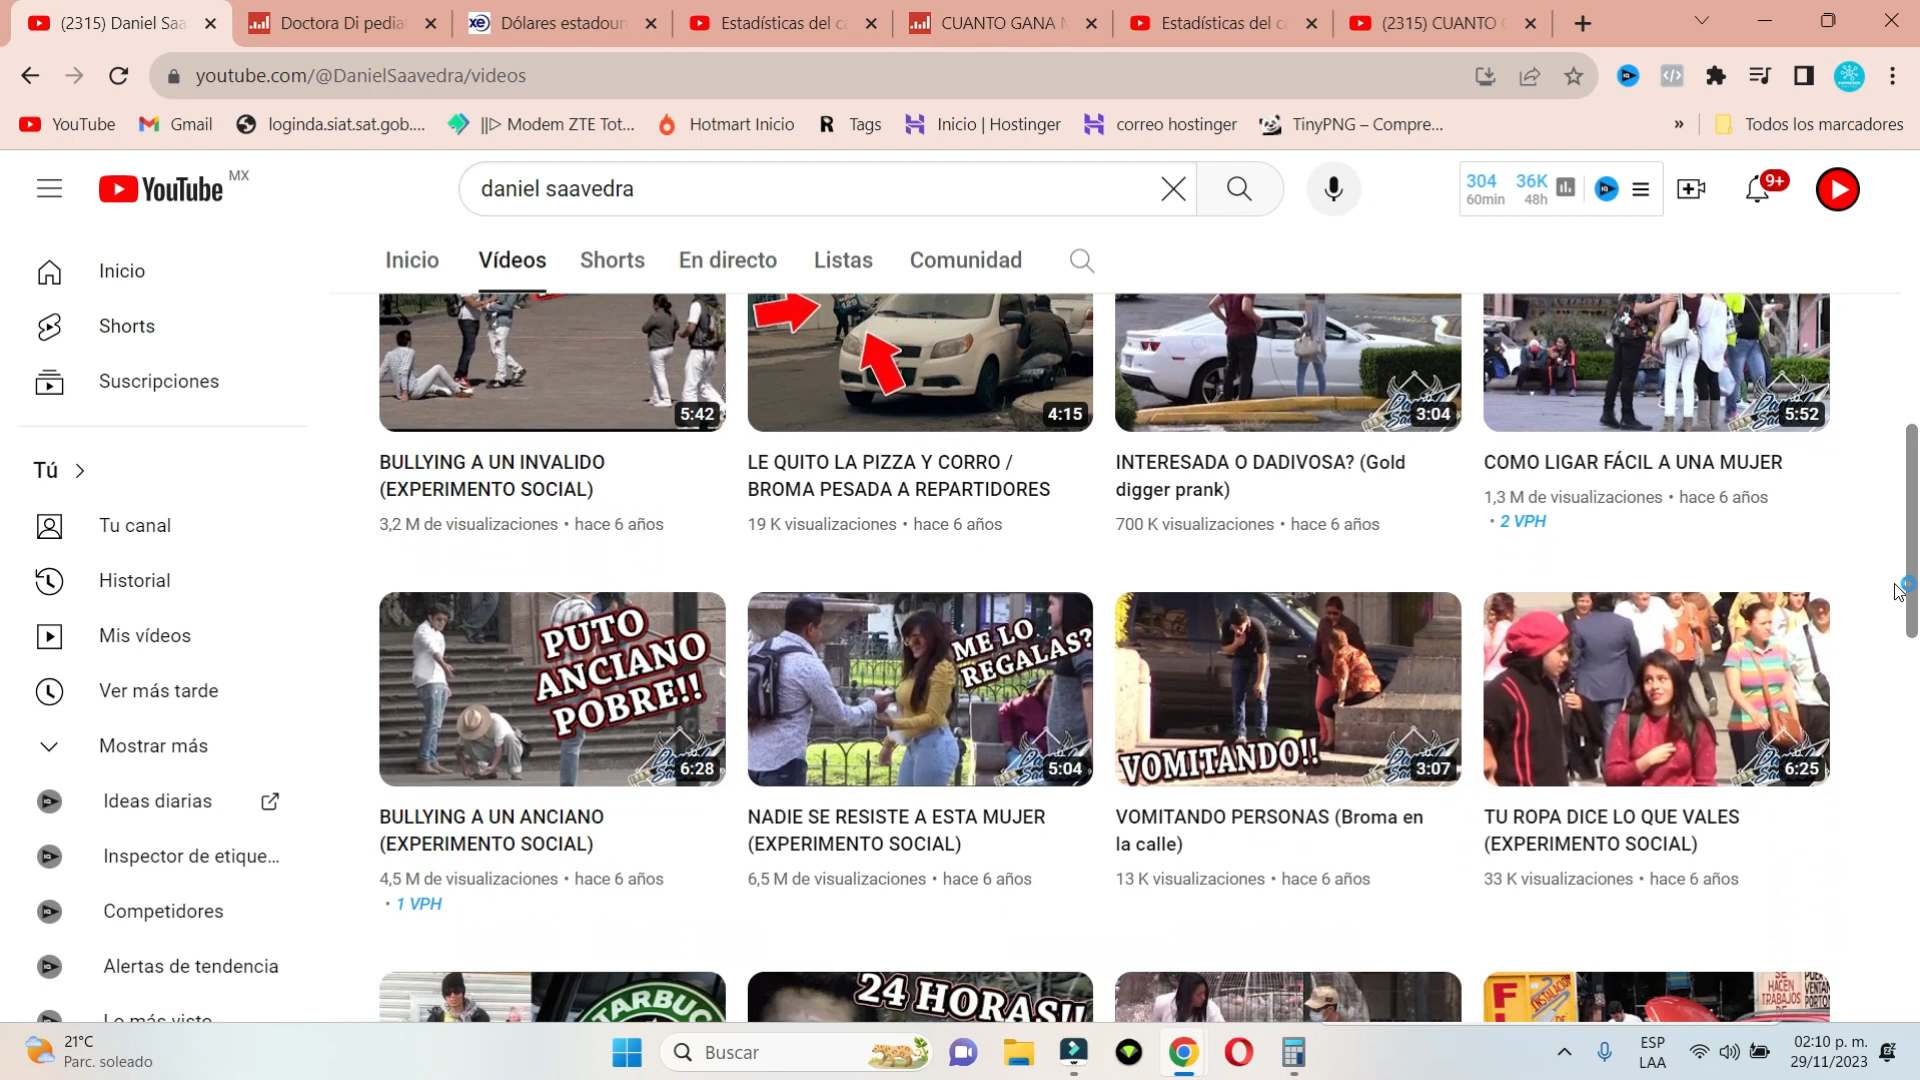 (2315) Daniel Saa
Doctora Di pedia
Dólares estadoun
Estadísticas del ca
CUANTO GANA
Estadísticas del ca
(2315) CUANTO
youtube.com/@DanielSaavedra/videos
YouTube
Gmail
loginda.siat.sat.gob....
||▷ Modem ZTE Tot...
Hotmart Inicio
Tags
Inicio | Hostinger
correo hostinger
TinyPNG – Compre...
»
Todos los marcadores
YouTube MX
daniel saavedra
304 36K
60min 48h
9+
Inicio
Shorts
Suscripciones
Tú
Tu canal
Historial
Mis vídeos
Ver más tarde
Mostrar más
Ideas diarias
Inspector de etique...
Competidores
Alertas de tendencia
Lo más visto
Inicio Vídeos Shorts En directo Listas Comunidad
5:42
BULLYING A UN INVALIDO
(EXPERIMENTO SOCIAL)
3,2 M de visualizaciones • hace 6 años
4:15
LE QUITO LA PIZZA Y CORRO /
BROMA PESADA A REPARTIDORES
19 K visualizaciones • hace 6 años
3:04
INTERESADA O DADIVOSA? (Gold
digger prank)
700 K visualizaciones • hace 6 años
5:52
COMO LIGAR FÁCIL A UNA MUJER
1,3 M de visualizaciones • hace 6 años
• 2 VPH
PUTO
ANCIANO
POBRE!!
6:28
BULLYING A UN ANCIANO
(EXPERIMENTO SOCIAL)
4,5 M de visualizaciones • hace 6 años
• 1 VPH
ME LO
REGALAS?
5:04
NADIE SE RESISTE A ESTA MUJER
(EXPERIMENTO SOCIAL)
6,5 M de visualizaciones • hace 6 años
VOMITANDO!!
3:07
VOMITANDO PERSONAS (Broma en
la calle)
13 K visualizaciones • hace 6 años
6:25
TU ROPA DICE LO QUE VALES
(EXPERIMENTO SOCIAL)
33 K visualizaciones • hace 6 años
24 HORAS!!
SE
HACEN
TRABAJOS
21°C
Parc. soleado
Buscar
ESP
LAA
02:10 p. m.
29/11/2023